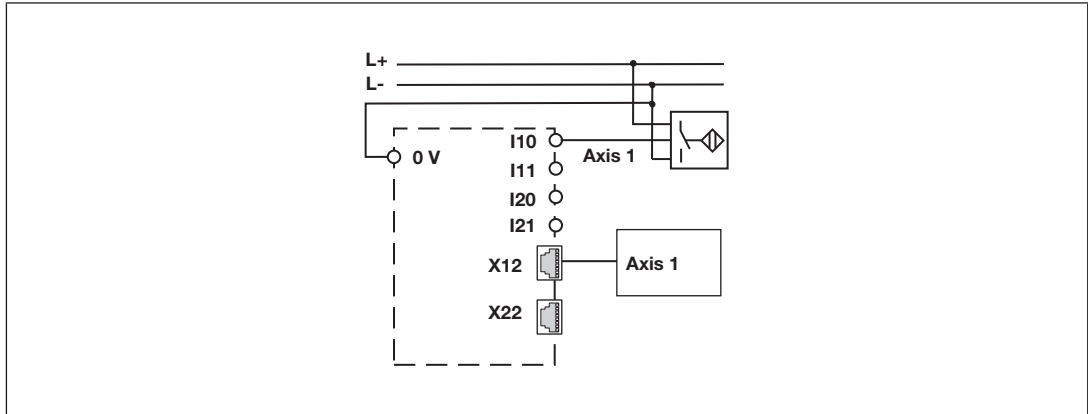 L+
L-
0 V
I10
Axis 1
I11
I20
I21
X12
Axis 1
X22